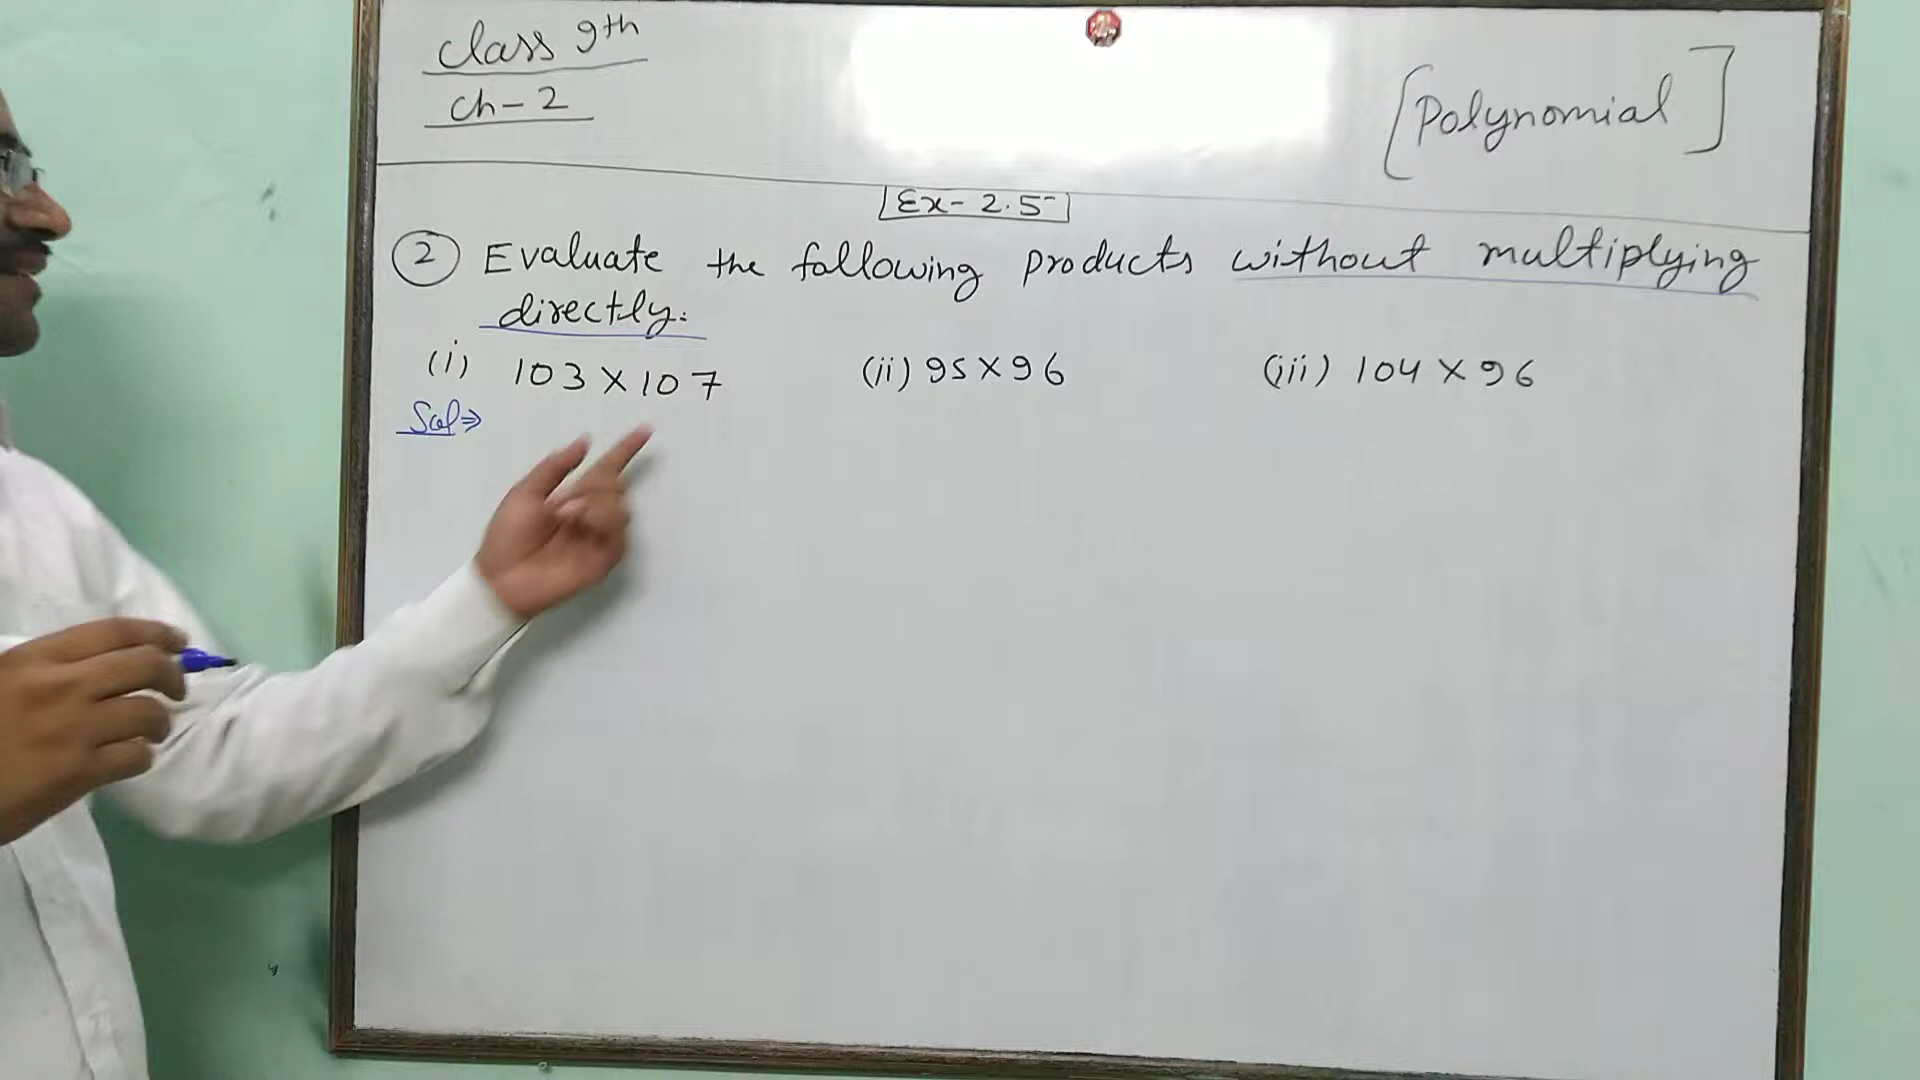 Class 9th
Ch-2
[Polynomial]
Ex-2.5
2 Evaluate the following products without multiplying
directly.
(i) 103 × 107 (ii) 95 × 96 (iii) 104 × 96
Sol ⇒